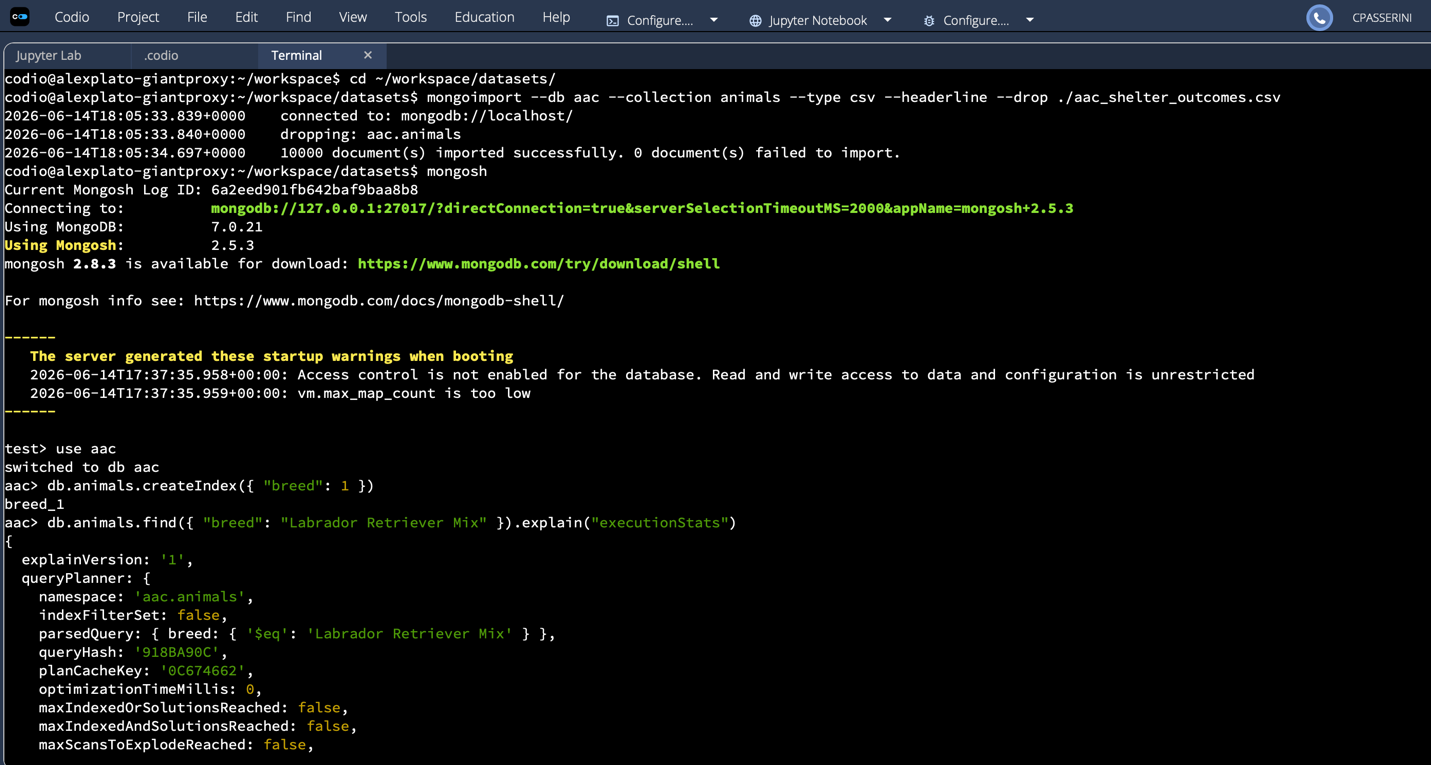 Codio Project File Edit Find View Tools Education Help Configure.... Jupyter Notebook Configure.... CPASSERINI
Jupyter Lab .codio Terminal ×
codio@alexplato-giantproxy:~/workspace$ cd ~/workspace/datasets/
codio@alexplato-giantproxy:~/workspace/datasets$ mongoimport --db aac --collection animals --type csv --headerline --drop ./aac_shelter_outcomes.csv
2026-06-14T18:05:33.839+0000    connected to: mongodb://localhost/
2026-06-14T18:05:33.840+0000    dropping: aac.animals
2026-06-14T18:05:34.697+0000    10000 document(s) imported successfully. 0 document(s) failed to import.
codio@alexplato-giantproxy:~/workspace/datasets$ mongosh
Current Mongosh Log ID: 6a2eed901fb642baf9baa8b8
Connecting to:          mongodb://127.0.0.1:27017/?directConnection=true&serverSelectionTimeoutMS=2000&appName=mongosh+2.5.3
Using MongoDB:          7.0.21
Using Mongosh:          2.5.3
mongosh 2.8.3 is available for download: https://www.mongodb.com/try/download/shell
For mongosh info see: https://www.mongodb.com/docs/mongodb-shell/
------
   The server generated these startup warnings when booting
   2026-06-14T17:37:35.958+00:00: Access control is not enabled for the database. Read and write access to data and configuration is unrestricted
   2026-06-14T17:37:35.959+00:00: vm.max_map_count is too low
------
test> use aac
switched to db aac
aac> db.animals.createIndex({ "breed": 1 })
breed_1
aac> db.animals.find({ "breed": "Labrador Retriever Mix" }).explain("executionStats")
{
  explainVersion: '1',
  queryPlanner: {
    namespace: 'aac.animals',
    indexFilterSet: false,
    parsedQuery: { breed: { '$eq': 'Labrador Retriever Mix' } },
    queryHash: '918BA90C',
    planCacheKey: '0C674662',
    optimizationTimeMillis: 0,
    maxIndexedOrSolutionsReached: false,
    maxIndexedAndSolutionsReached: false,
    maxScansToExplodeReached: false,